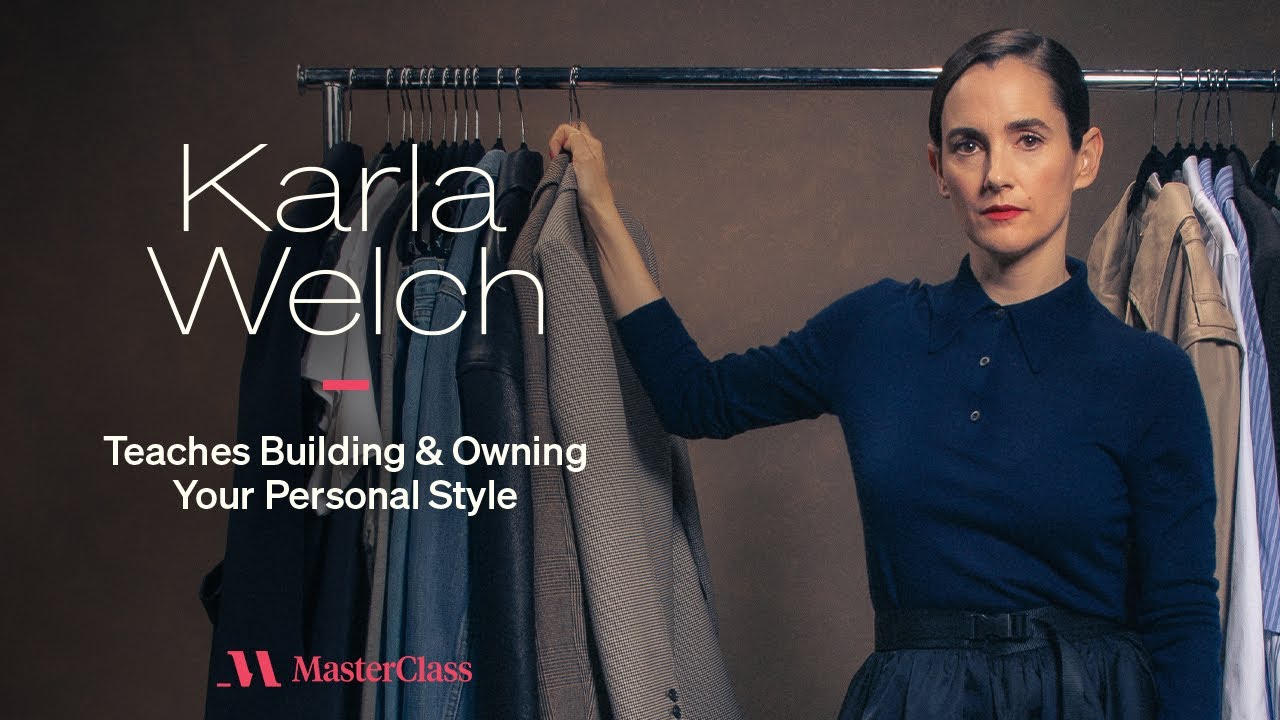 Karla
Welch
Teaches Building & Owning
Your Personal Style
MasterClass